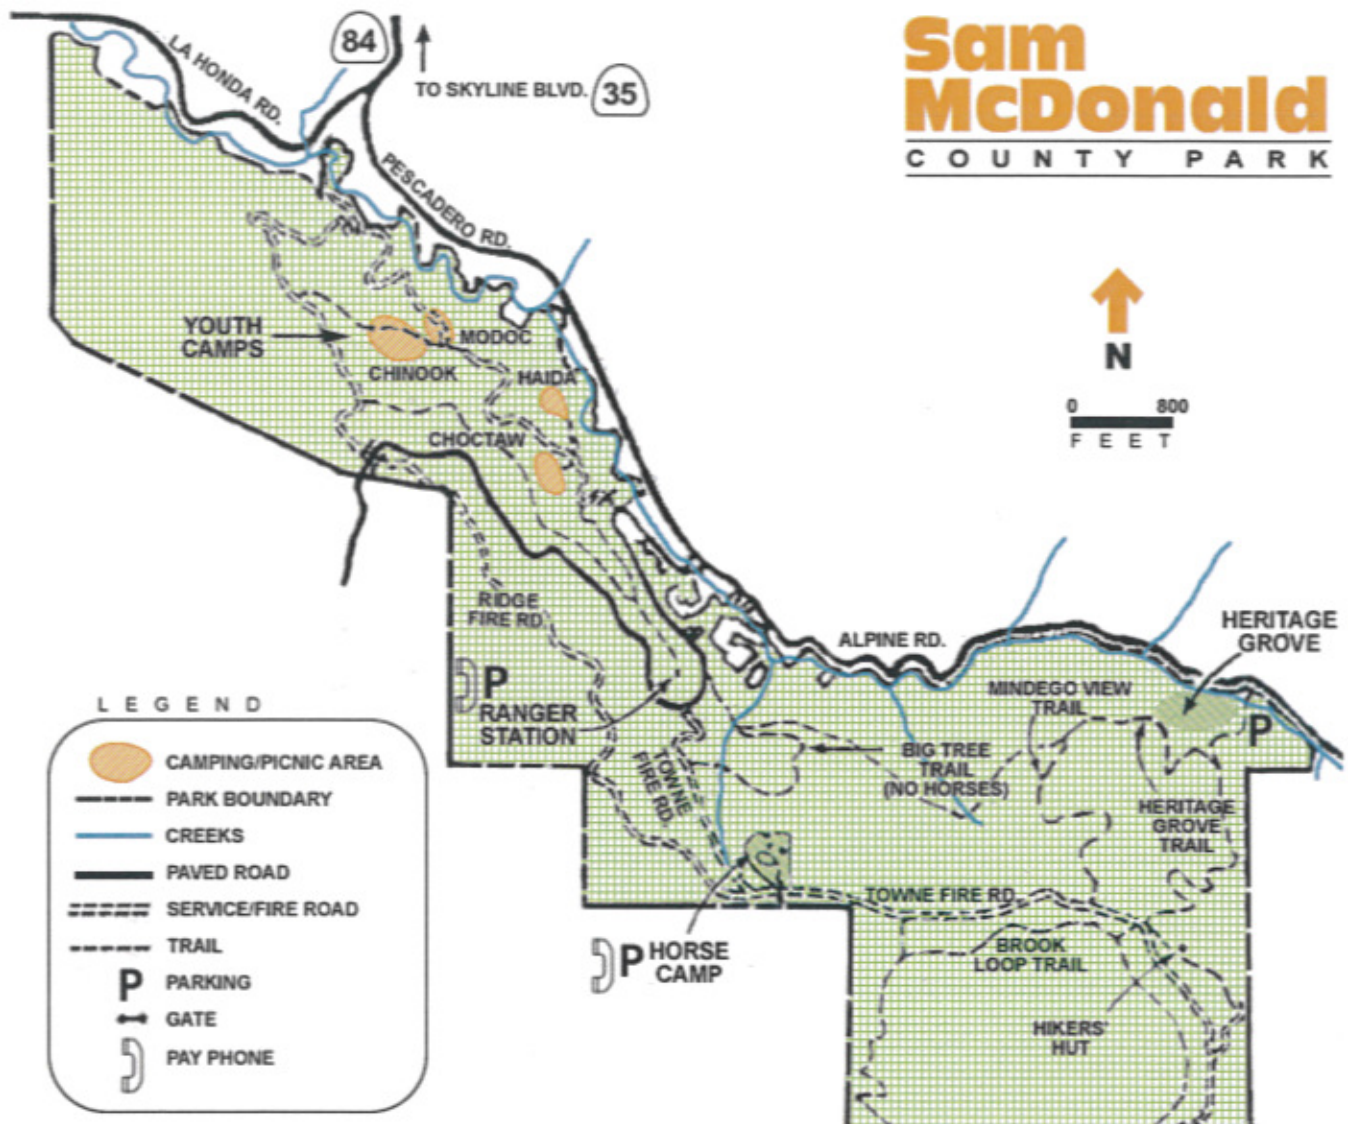 Sam
McDonald
COUNTY PARK
84
TO SKYLINE BLVD. 35
LA HONDA RD.
PESCADERO RD.
N
0 800
FEET
YOUTH
CAMPS
MODOC
CHINOOK
HAIDA
CHOCTAW
RIDGE
FIRE RD.
P
RANGER
STATION
TOWNE
FIRE RD.
ALPINE RD.
HERITAGE
GROVE
MINDEGO VIEW
TRAIL
P
BIG TREE
TRAIL
(NO HORSES)
HERITAGE
GROVE
TRAIL
TOWNE FIRE RD.
P HORSE
CAMP
BROOK
LOOP TRAIL
HIKERS'
HUT
LEGEND
CAMPING/PICNIC AREA
PARK BOUNDARY
CREEKS
PAVED ROAD
SERVICE/FIRE ROAD
TRAIL
P PARKING
GATE
PAY PHONE